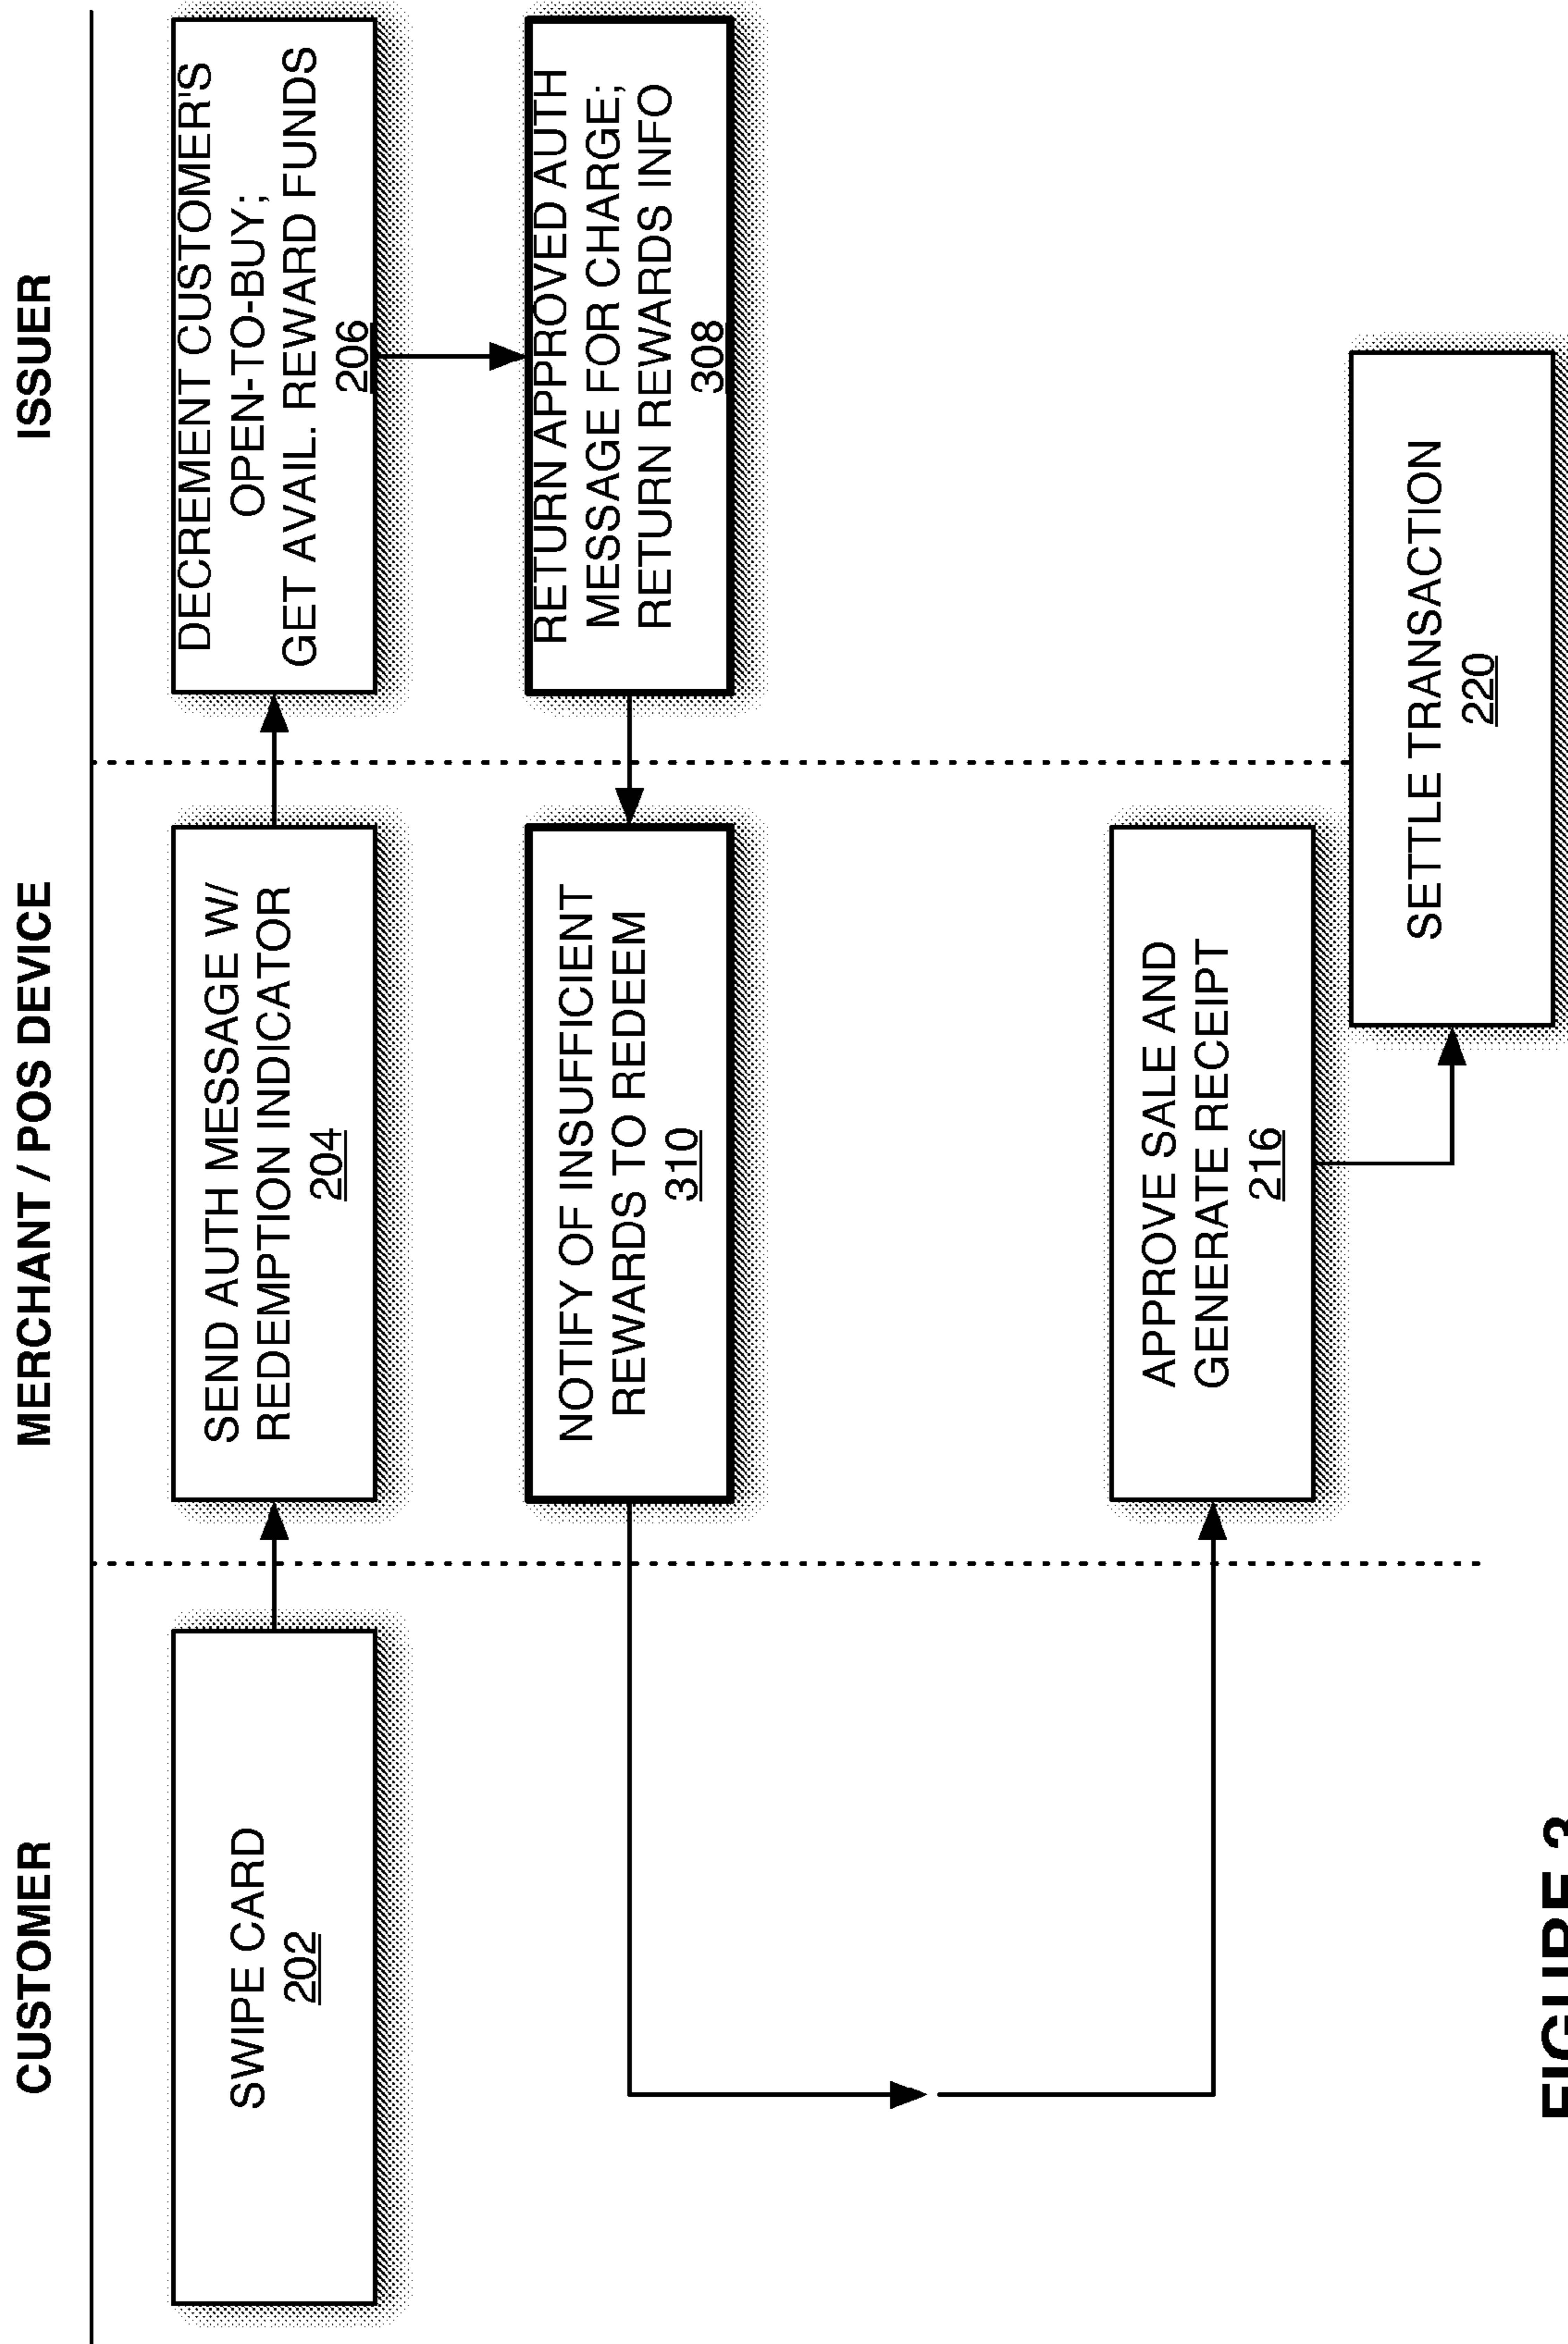 CUSTOMER
MERCHANT / POS DEVICE
ISSUER
SWIPE CARD
202
SEND AUTH MESSAGE W/
REDEMPTION INDICATOR
204
DECREMENT CUSTOMER'S
OPEN-TO-BUY;
GET AVAIL. REWARD FUNDS
206
NOTIFY OF INSUFFICIENT
REWARDS TO REDEEM
310
RETURN APPROVED AUTH
MESSAGE FOR CHARGE;
RETURN REWARDS INFO
308
APPROVE SALE AND
GENERATE RECEIPT
216
SETTLE TRANSACTION
220
FIGURE 3